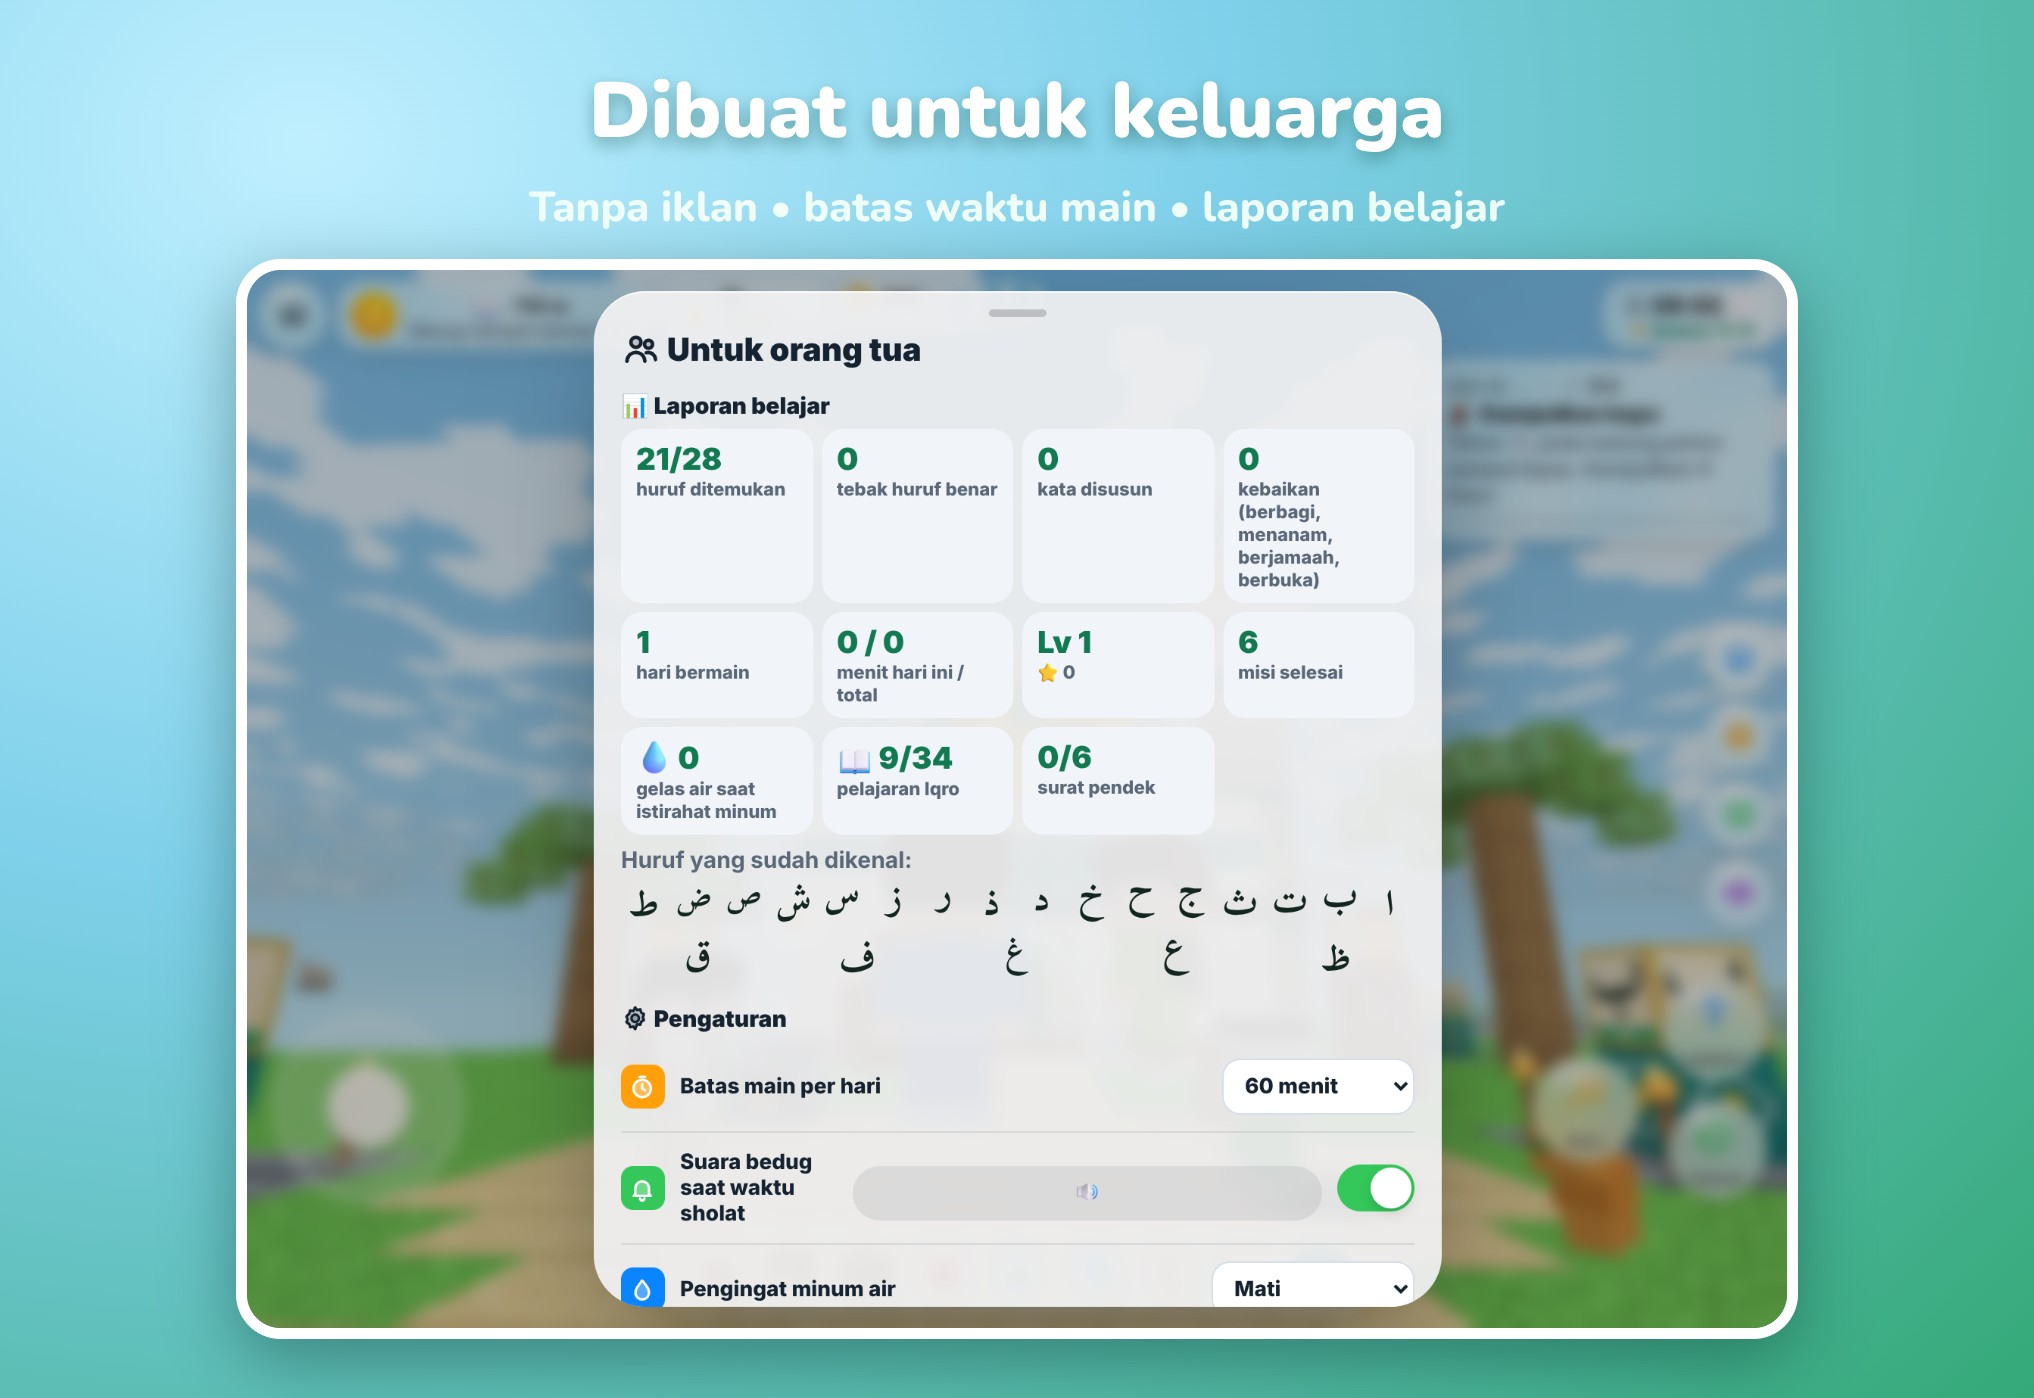 Dibuat untuk keluarga
Tanpa iklan • batas waktu main • laporan belajar
Untuk orang tua
📊 Laporan belajar
21/28
huruf ditemukan
0
tebak huruf benar
0
kata disusun
0
kebaikan
(berbagi,
menanam,
berjamaah,
berbuka)
1
hari bermain
0 / 0
menit hari ini /
total
Lv 1
⭐ 0
6
misi selesai
💧 0
gelas air saat
istirahat minum
📖 9/34
pelajaran Iqro
0/6
surat pendek
Huruf yang sudah dikenal:
ا ب ت ث ج ح خ د ذ ر ز س ش ص ض ط
ظ ع غ ف ق
Pengaturan
Batas main per hari
60 menit
Suara bedug
saat waktu
sholat
Pengingat minum air
Mati